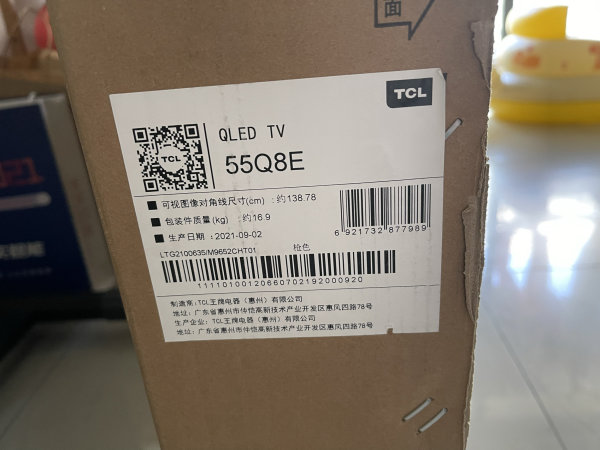 面
TCL
TCL
QLED TV
55Q8E
可视图像对角线尺寸(cm) : 约138.78
包装件质量(kg) : 约16.9
生产日期 : 2021-09-02
6 921732 877989
LTG2100635/M9652CHT01
枪色
11110100120660702192000920
制造商: TCL王牌电器（惠州）有限公司
地址: 广东省惠州市仲恺高新技术产业开发区惠风四路78号
生产企业: TCL王牌电器（惠州）有限公司
地址: 广东省惠州市仲恺高新技术产业开发区惠风四路78号